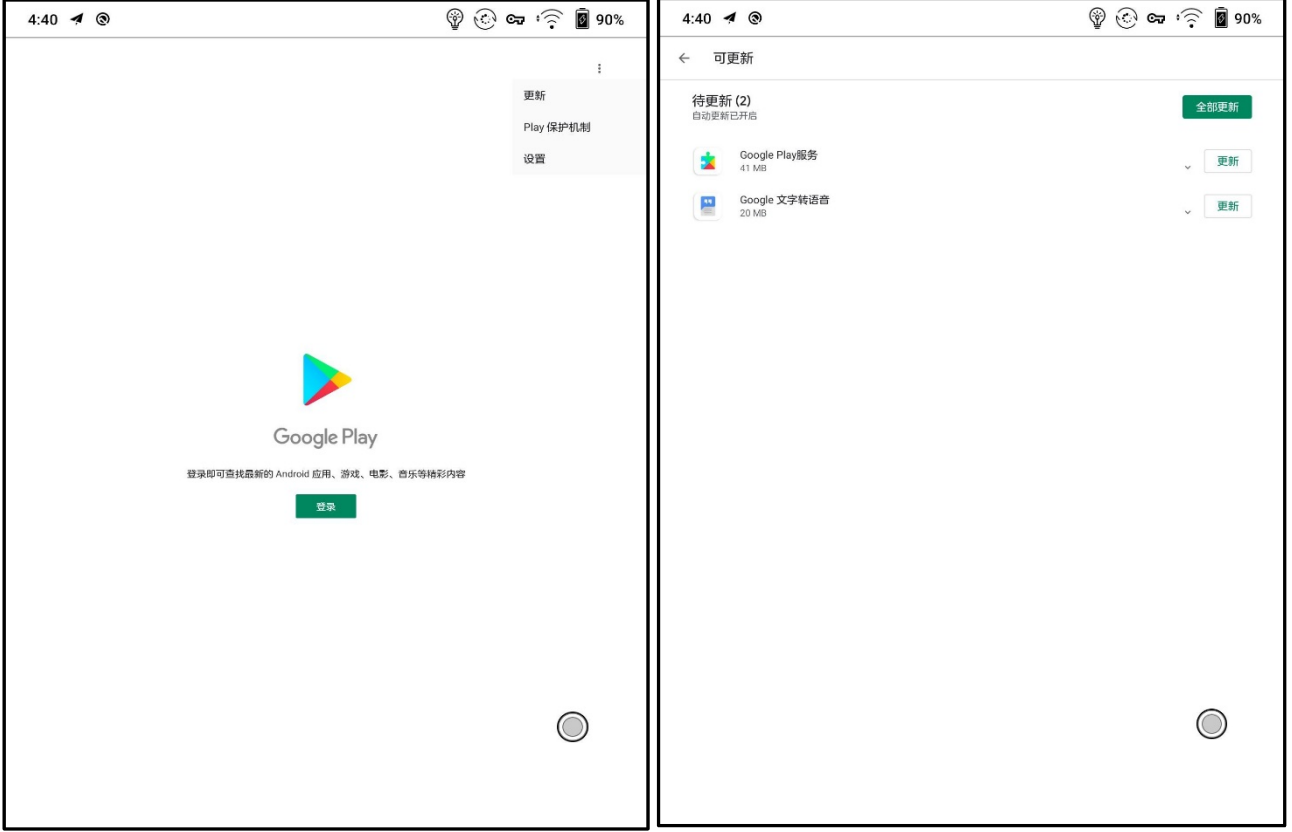 4:40
90%
更新
Play 保护机制
设置
Google Play
登录即可查找最新的 Android 应用、游戏、电影、音乐等精彩内容
登录
4:40
90%
可更新
待更新 (2)
自动更新已开启
全部更新
Google Play服务
41 MB
更新
Google 文字转语音
20 MB
更新